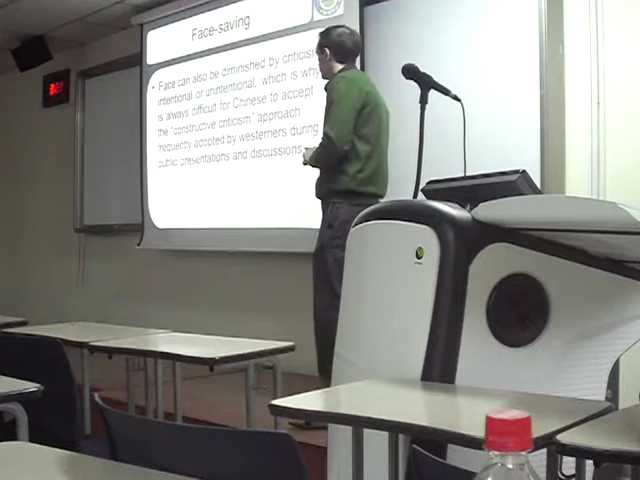 Face-saving
• Face can also be diminished by criticism
intentional or unintentional, which is why
is always difficult for Chinese to accept
the "constructive criticism" approach
frequently adopted by westerners during
public presentations and discussions